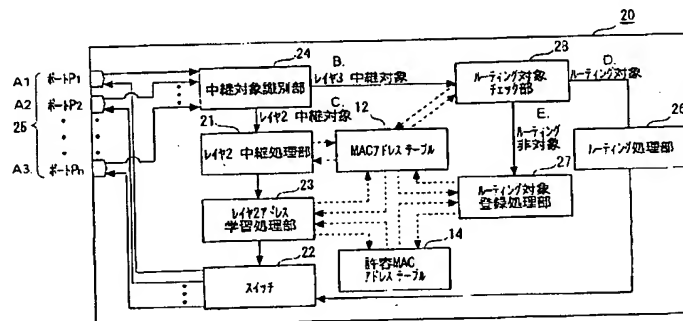 20
24
28
A1
ポートP1
中継対象識別部
B.
レイヤ3 中継対象
ルーティング対象
チェック部
D.
ルーティング対象
A2
ポートP2
25
C.
レイヤ2 中継対象
12
E.
ルーティング
非対象
21
レイヤ2 中継処理部
MACアドレステーブル
26
ルーティング処理部
A3.
ポートPn
23
レイヤ2アドレス
学習処理部
27
ルーティング対象
登録処理部
14
許容MAC
アドレステーブル
22
スイッチ